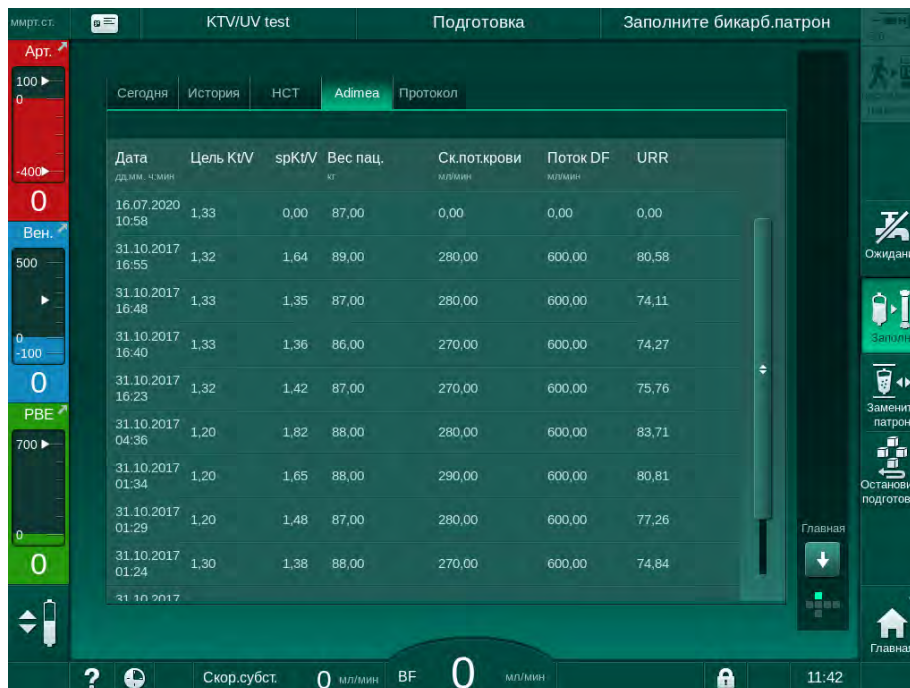 ммрт.ст. KTV/UV test Подготовка Заполните бикарб.патрон
Арт.
100
0
-400
0
Вен.
500
0
-100
0
PBE
700
0
0
Сегодня История НСТ Adimea Протокол
Дата Цель Kt/V spKt/V Вес пац. Ск.пот.крови Поток DF URR
дд.мм. ч:мин кг мл/мин мл/мин
16.07.2020
10:58 1,33 0,00 87,00 0,00 0,00 0,00
31.10.2017
16:55 1,32 1,64 89,00 280,00 600,00 80,58
31.10.2017
16:48 1,33 1,35 87,00 280,00 600,00 74,11
31.10.2017
16:40 1,33 1,36 86,00 270,00 600,00 74,27
31.10.2017
16:23 1,32 1,42 87,00 270,00 600,00 75,76
31.10.2017
04:36 1,20 1,82 88,00 280,00 600,00 83,71
31.10.2017
01:34 1,20 1,65 88,00 290,00 600,00 80,81
31.10.2017
01:29 1,20 1,48 87,00 280,00 600,00 77,26
31.10.2017
01:24 1,30 1,38 88,00 270,00 600,00 74,84
31.10.2017
Главная
Ожидани
Заполн
Заменит
патрон
Останови
подготов
Главная
? Скор.субст. 0 мл/мин BF 0 мл/мин 11:42